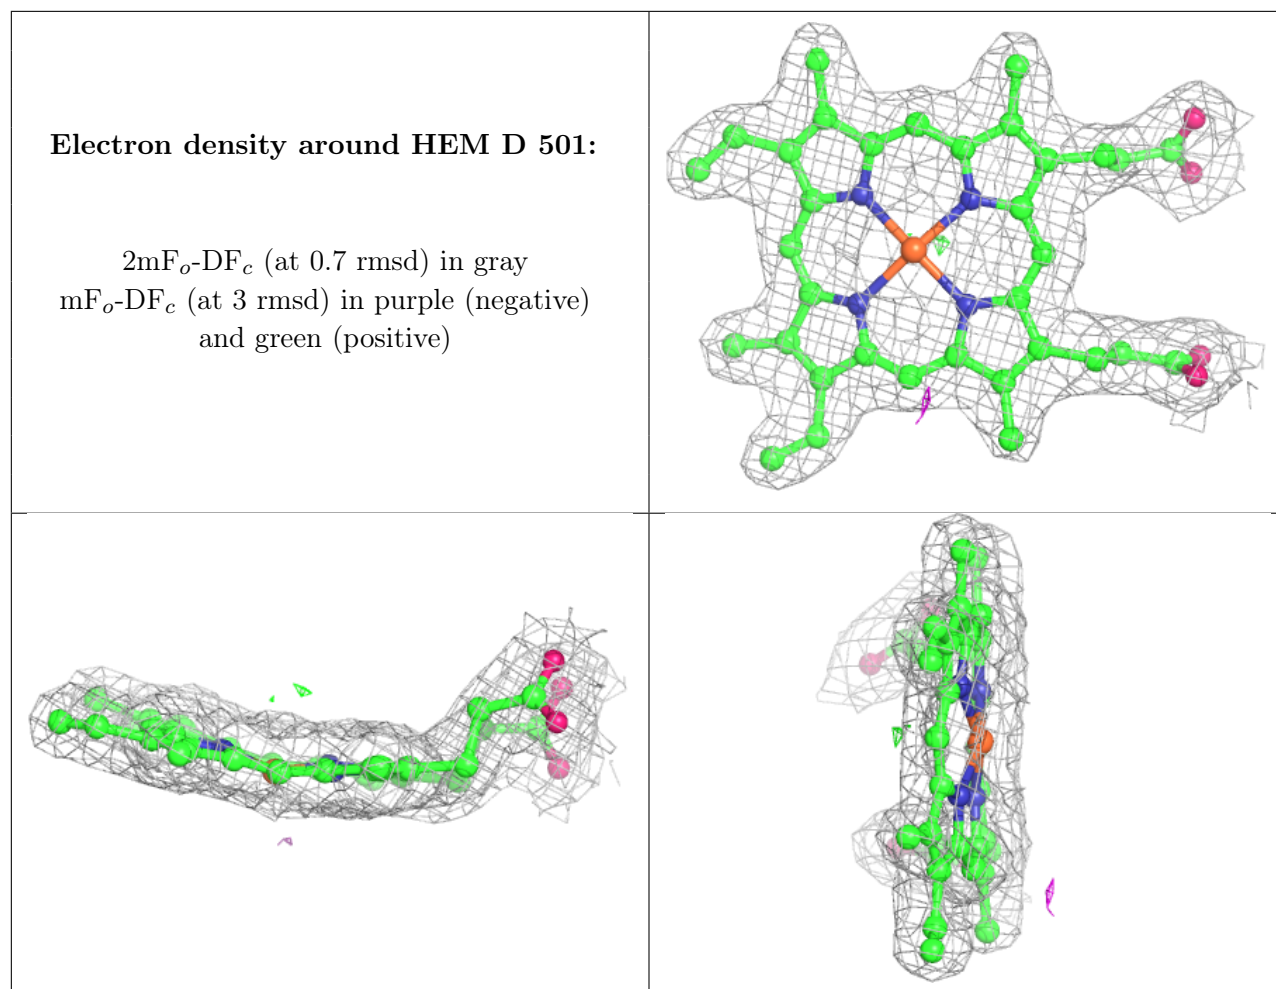 Electron density around HEM D 501:
2mFₒ-DF𝒸 (at 0.7 rmsd) in gray
mFₒ-DF𝒸 (at 3 rmsd) in purple (negative)
and green (positive)